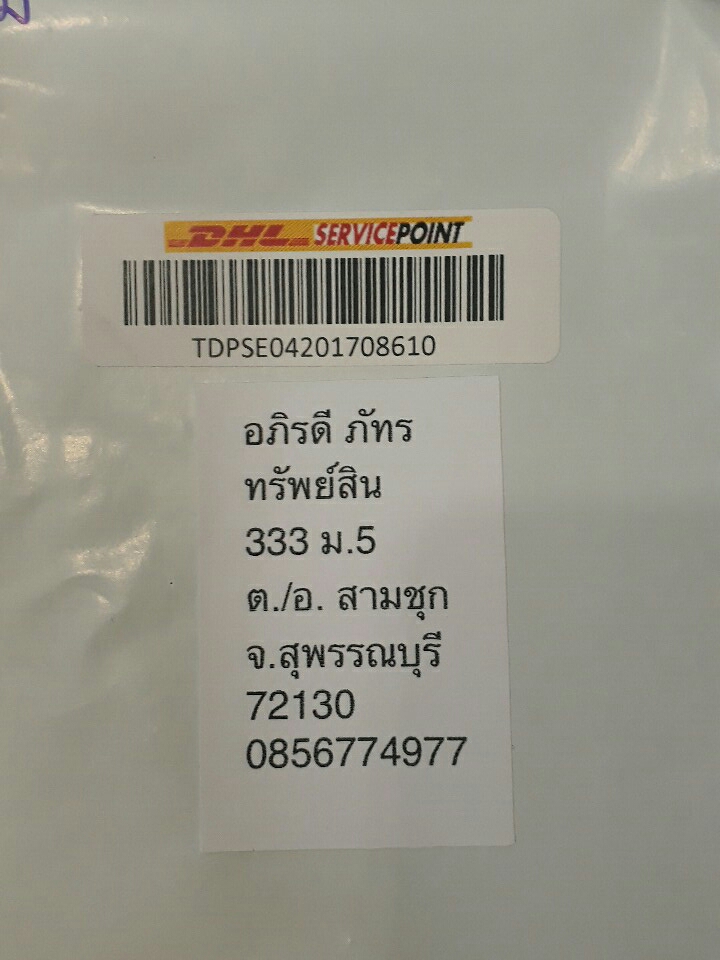 DHL SERVICEPOINT
TDPSE04201708610
อภิรดี ภัทร
ทรัพย์สิน
333 ม.5
ต./อ. สามชุก
จ.สุพรรณบุรี
72130
0856774977